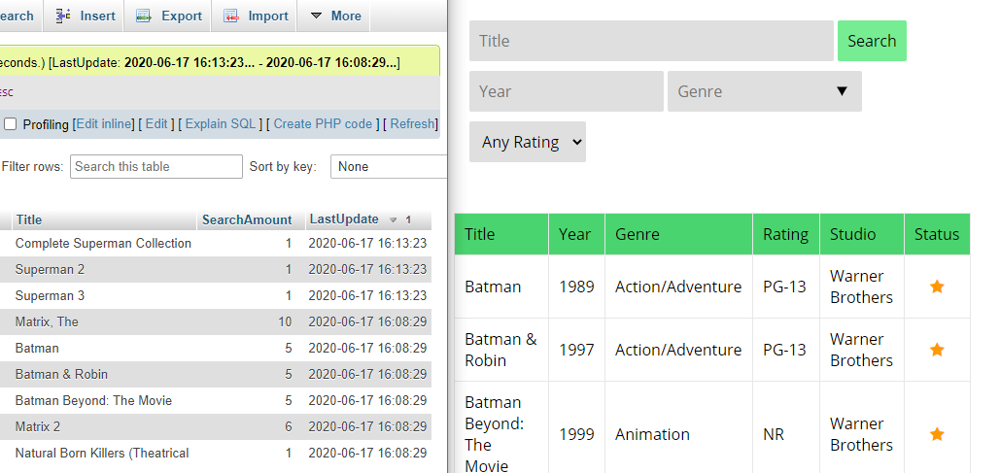 earch Insert Export Import More
econds.) [LastUpdate: 2020-06-17 16:13:23... - 2020-06-17 16:08:29...]
ESC
Profiling [Edit inline] [ Edit ] [ Explain SQL ] [ Create PHP code ] [ Refresh]
Filter rows: Search this table Sort by key: None
Title SearchAmount LastUpdate 1
Complete Superman Collection 1 2020-06-17 16:13:23
Superman 2 1 2020-06-17 16:13:23
Superman 3 1 2020-06-17 16:13:23
Matrix, The 10 2020-06-17 16:08:29
Batman 5 2020-06-17 16:08:29
Batman & Robin 5 2020-06-17 16:08:29
Batman Beyond: The Movie 5 2020-06-17 16:08:29
Matrix 2 6 2020-06-17 16:08:29
Natural Born Killers (Theatrical 1 2020-06-17 16:08:29
Title Search
Year Genre
Any Rating
Title Year Genre Rating Studio Status
Batman 1989 Action/Adventure PG-13 Warner
Brothers
Batman & 1997 Action/Adventure PG-13 Warner
Robin Brothers
Batman
Beyond: 1999 Animation NR Warner
The Brothers
Movie